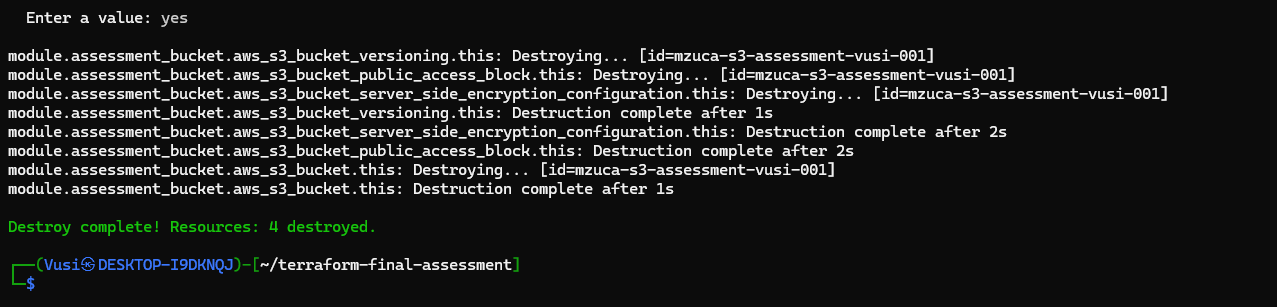 Enter a value: yes
module.assessment_bucket.aws_s3_bucket_versioning.this: Destroying... [id=mzuca-s3-assessment-vusi-001]
module.assessment_bucket.aws_s3_bucket_public_access_block.this: Destroying... [id=mzuca-s3-assessment-vusi-001]
module.assessment_bucket.aws_s3_bucket_server_side_encryption_configuration.this: Destroying... [id=mzuca-s3-assessment-vusi-001]
module.assessment_bucket.aws_s3_bucket_versioning.this: Destruction complete after 1s
module.assessment_bucket.aws_s3_bucket_server_side_encryption_configuration.this: Destruction complete after 2s
module.assessment_bucket.aws_s3_bucket_public_access_block.this: Destruction complete after 2s
module.assessment_bucket.aws_s3_bucket.this: Destroying... [id=mzuca-s3-assessment-vusi-001]
module.assessment_bucket.aws_s3_bucket.this: Destruction complete after 1s
Destroy complete! Resources: 4 destroyed.
┌──(Vusi㉿DESKTOP-I9DKNQJ)-[~/terraform-final-assessment]
└─$